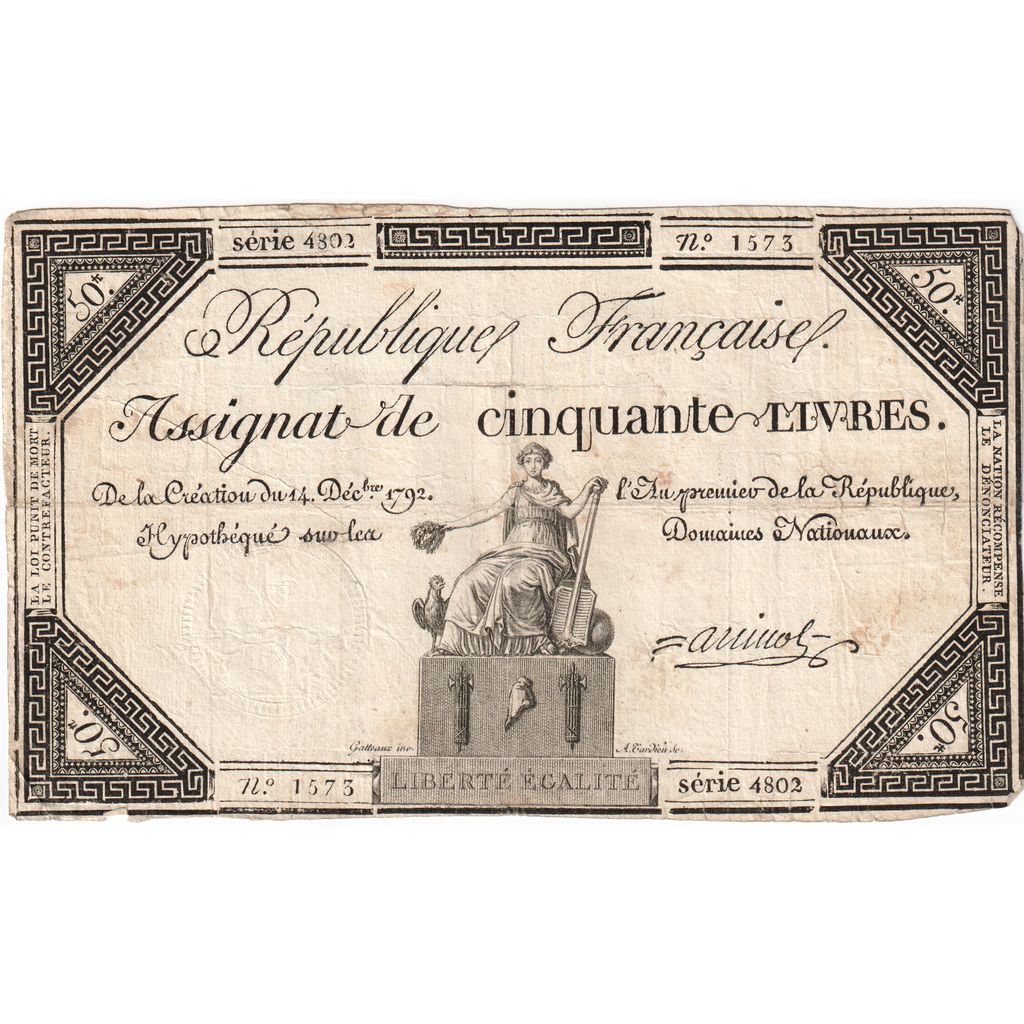 série 4802
N.º 1573
50.#
50.#
République Française.
Assignat de cinquante LIVRES.
De la Création du 14. Décbre 1792.
l'An premier de la République,
Hypothéqué sur les
Domaines Nationaux.
LA LOI PUNIT DE MORT
LE CONTREFACTEUR.
LA NATION RÉCOMPENSE
LE DÉNONCIATEUR.
Gatteaux inv.
A. Tardieu sc.
50.#
50.#
N.º 1573
LIBERTÉ ÉGALITÉ
série 4802